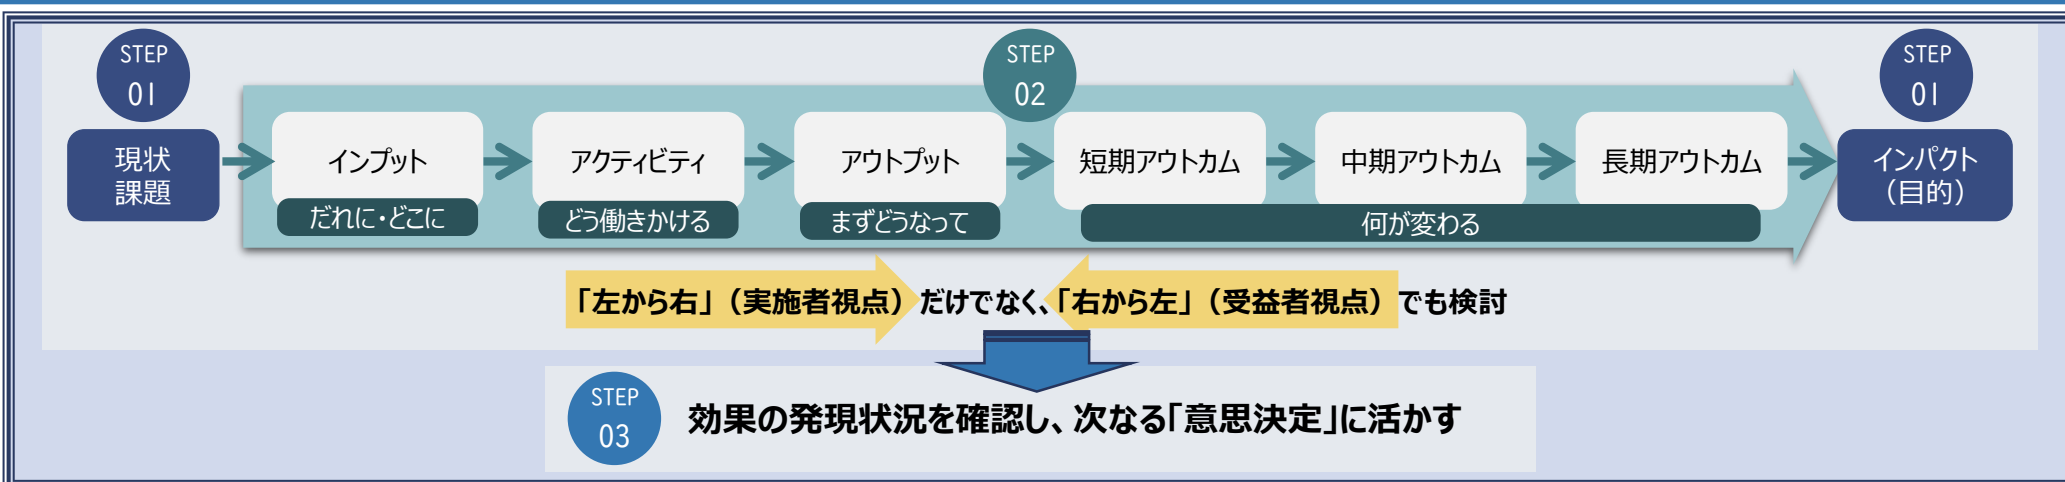 STEP
01
現状
課題
STEP
02
インプット
だれに・どこに
アクティビティ
どう働きかける
アウトプット
まずどうなって
短期アウトカム
中期アウトカム
長期アウトカム
何が変わる
STEP
01
インパクト
（目的）
「左から右」（実施者視点）だけでなく、「右から左」（受益者視点）でも検討
STEP
03
効果の発現状況を確認し、次なる「意思決定」に活かす